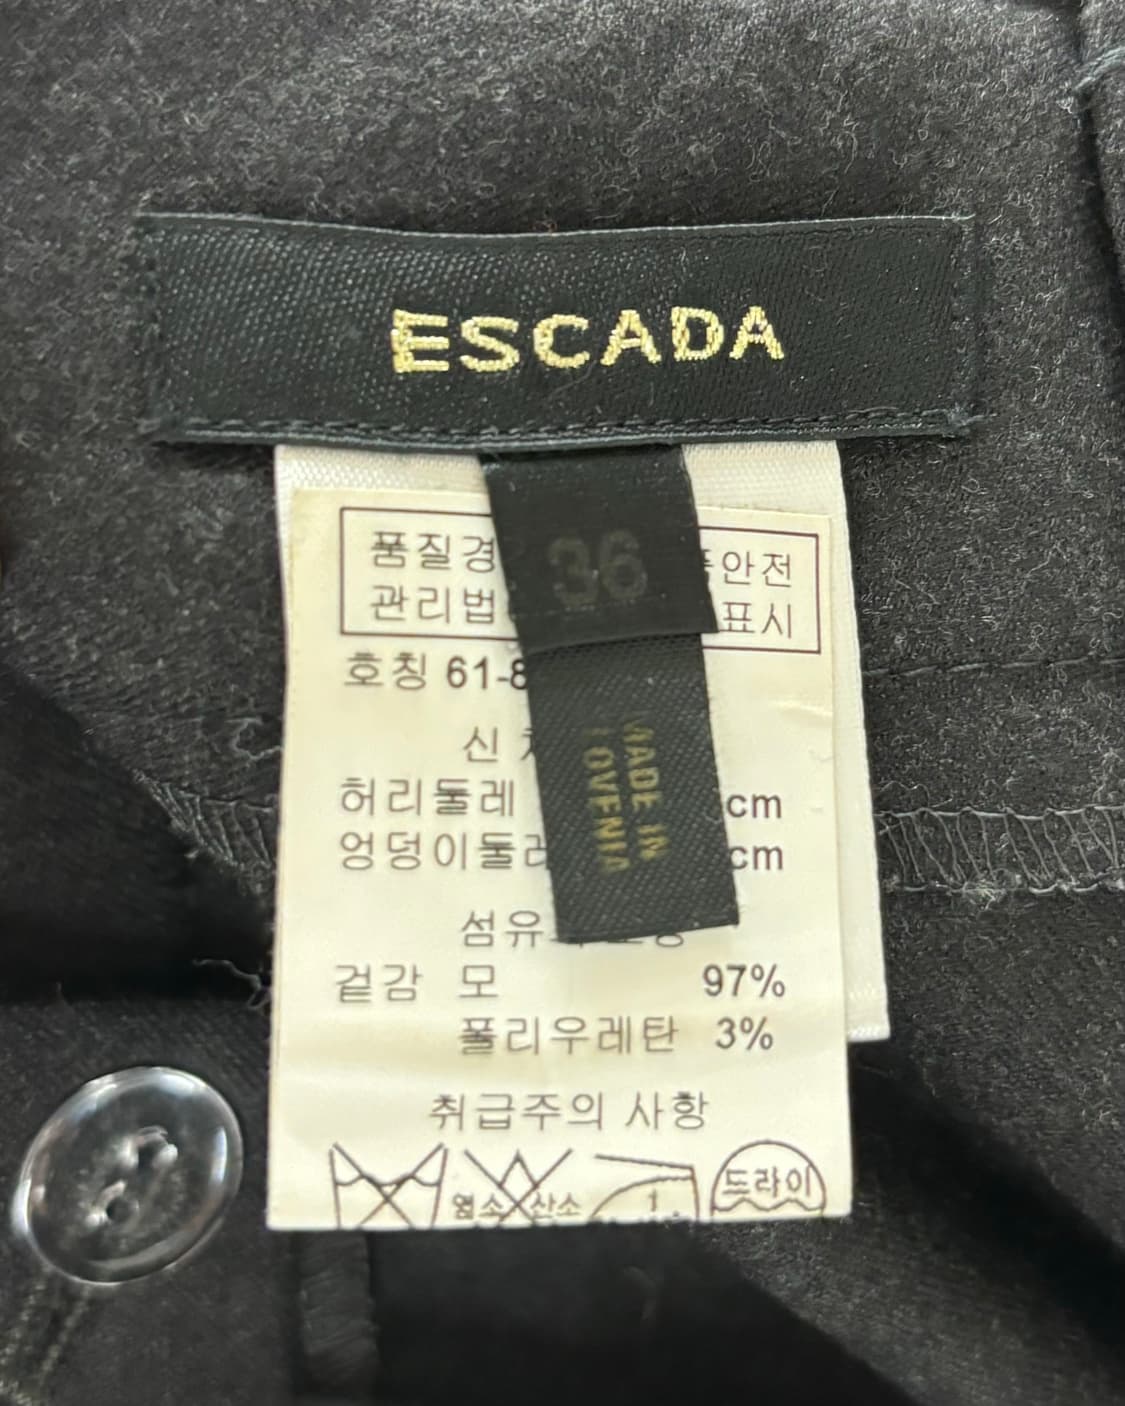 ESCADA
36
MADE IN
품질경
안전
관리법
표시
호칭 61-8
신
허리둘레 cm
엉덩이둘레 cm
섬유
겉감 모 97%
폴리우레탄 3%
취급주의 사항
염소 산소 드라이